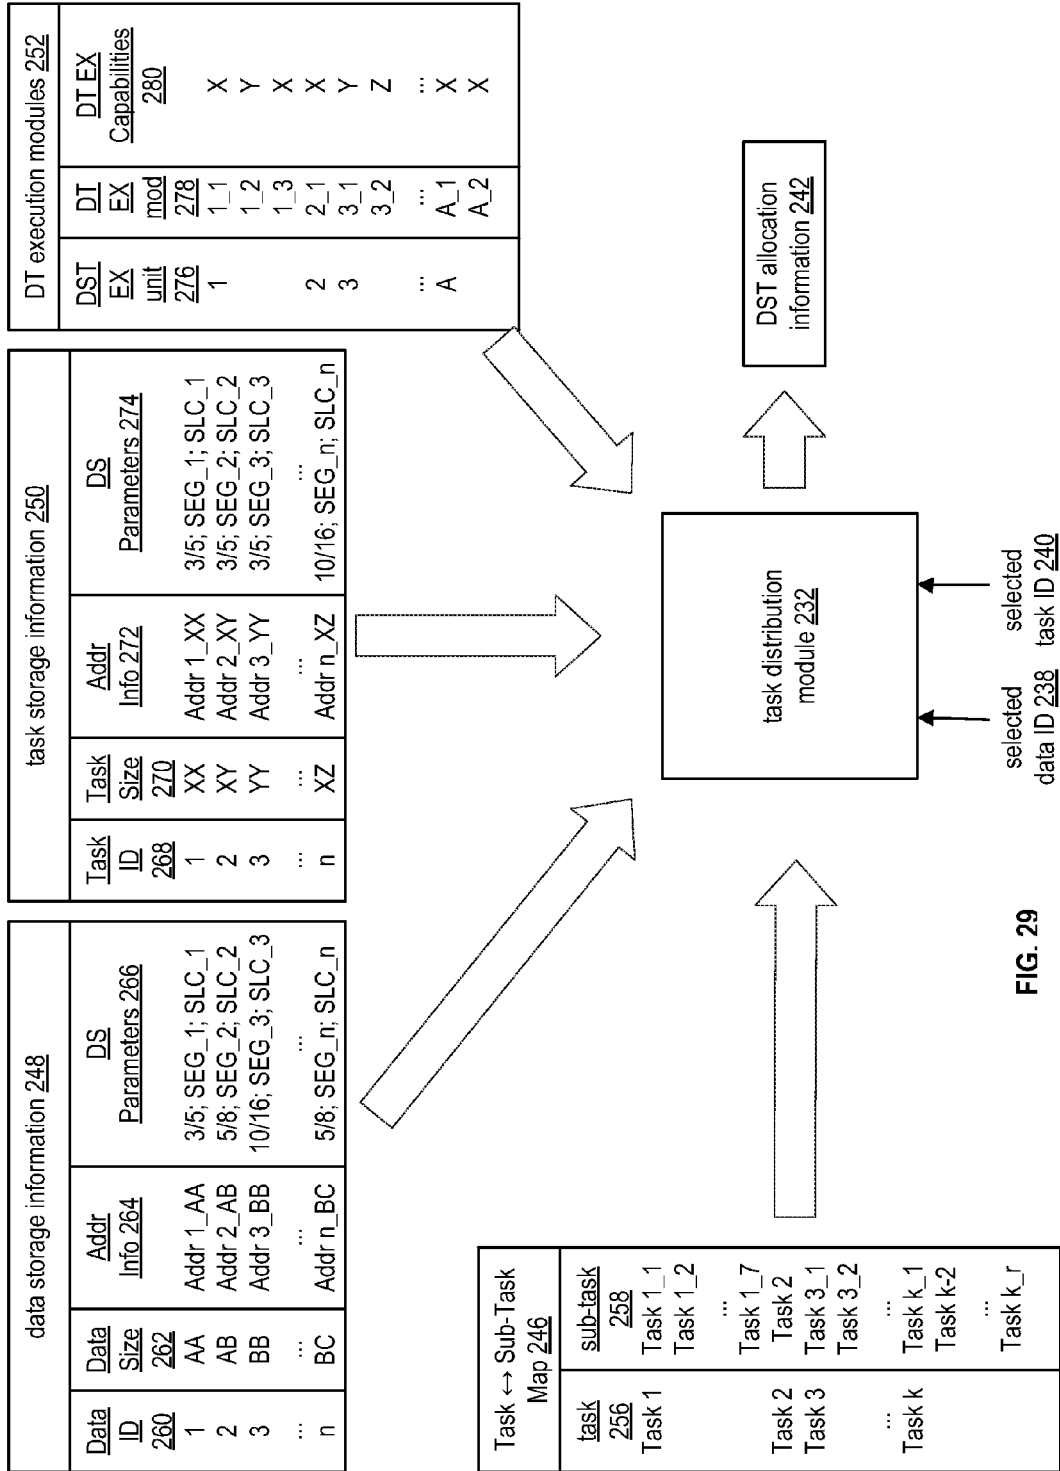 data storage information 248
Data ID 260 Data Size 262 Addr Info 264 DS Parameters 266
1 AA Addr 1_AA 3/5; SEG_1; SLC_1
2 AB Addr 2_AB 5/8; SEG_2; SLC_2
3 BB Addr 3_BB 10/16; SEG_3; SLC_3
... ... ... ...
n BC Addr n_BC 5/8; SEG_n; SLC_n
task storage information 250
Task ID 268 Task Size 270 Addr Info 272 DS Parameters 274
1 XX Addr 1_XX 3/5; SEG_1; SLC_1
2 XY Addr 2_XY 3/5; SEG_2; SLC_2
3 YY Addr 3_YY 3/5; SEG_3; SLC_3
... ... ... ...
n XZ Addr n_XZ 10/16; SEG_n; SLC_n
DT execution modules 252
DST EX unit 276 DT EX mod 278 DT EX Capabilities 280
1 1_1 X
1_2 Y
1_3 X
2 2_1 X
3 3_1 Y
3_2 Z
... ... ...
A A_1 X
A_2 X
Task ↔ Sub-Task
Map 246
task 256 sub-task 258
Task 1 Task 1_1
Task 1_2
...
Task 1_7
Task 2 Task 2
Task 3 Task 3_1
Task 3_2
... ...
Task k Task k_1
Task k-2
...
Task k_r
task distribution
module 232
DST allocation
information 242
selected
data ID 238
selected
task ID 240
FIG. 29